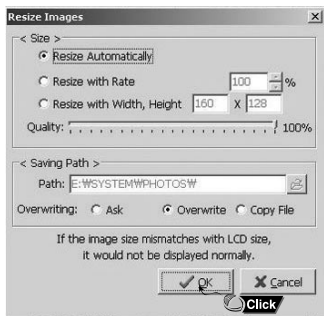 Resize Images
< Size >
Resize Automatically
Resize with Rate 100 %
Resize with Width, Height 160 X 128
Quality: 100%
< Saving Path >
Path: E:₩SYSTEM₩PHOTOS₩
Overwriting: Ask Overwrite Copy File
If the image size mismatches with LCD size,
it would not be displayed normally.
OK Cancel
Click